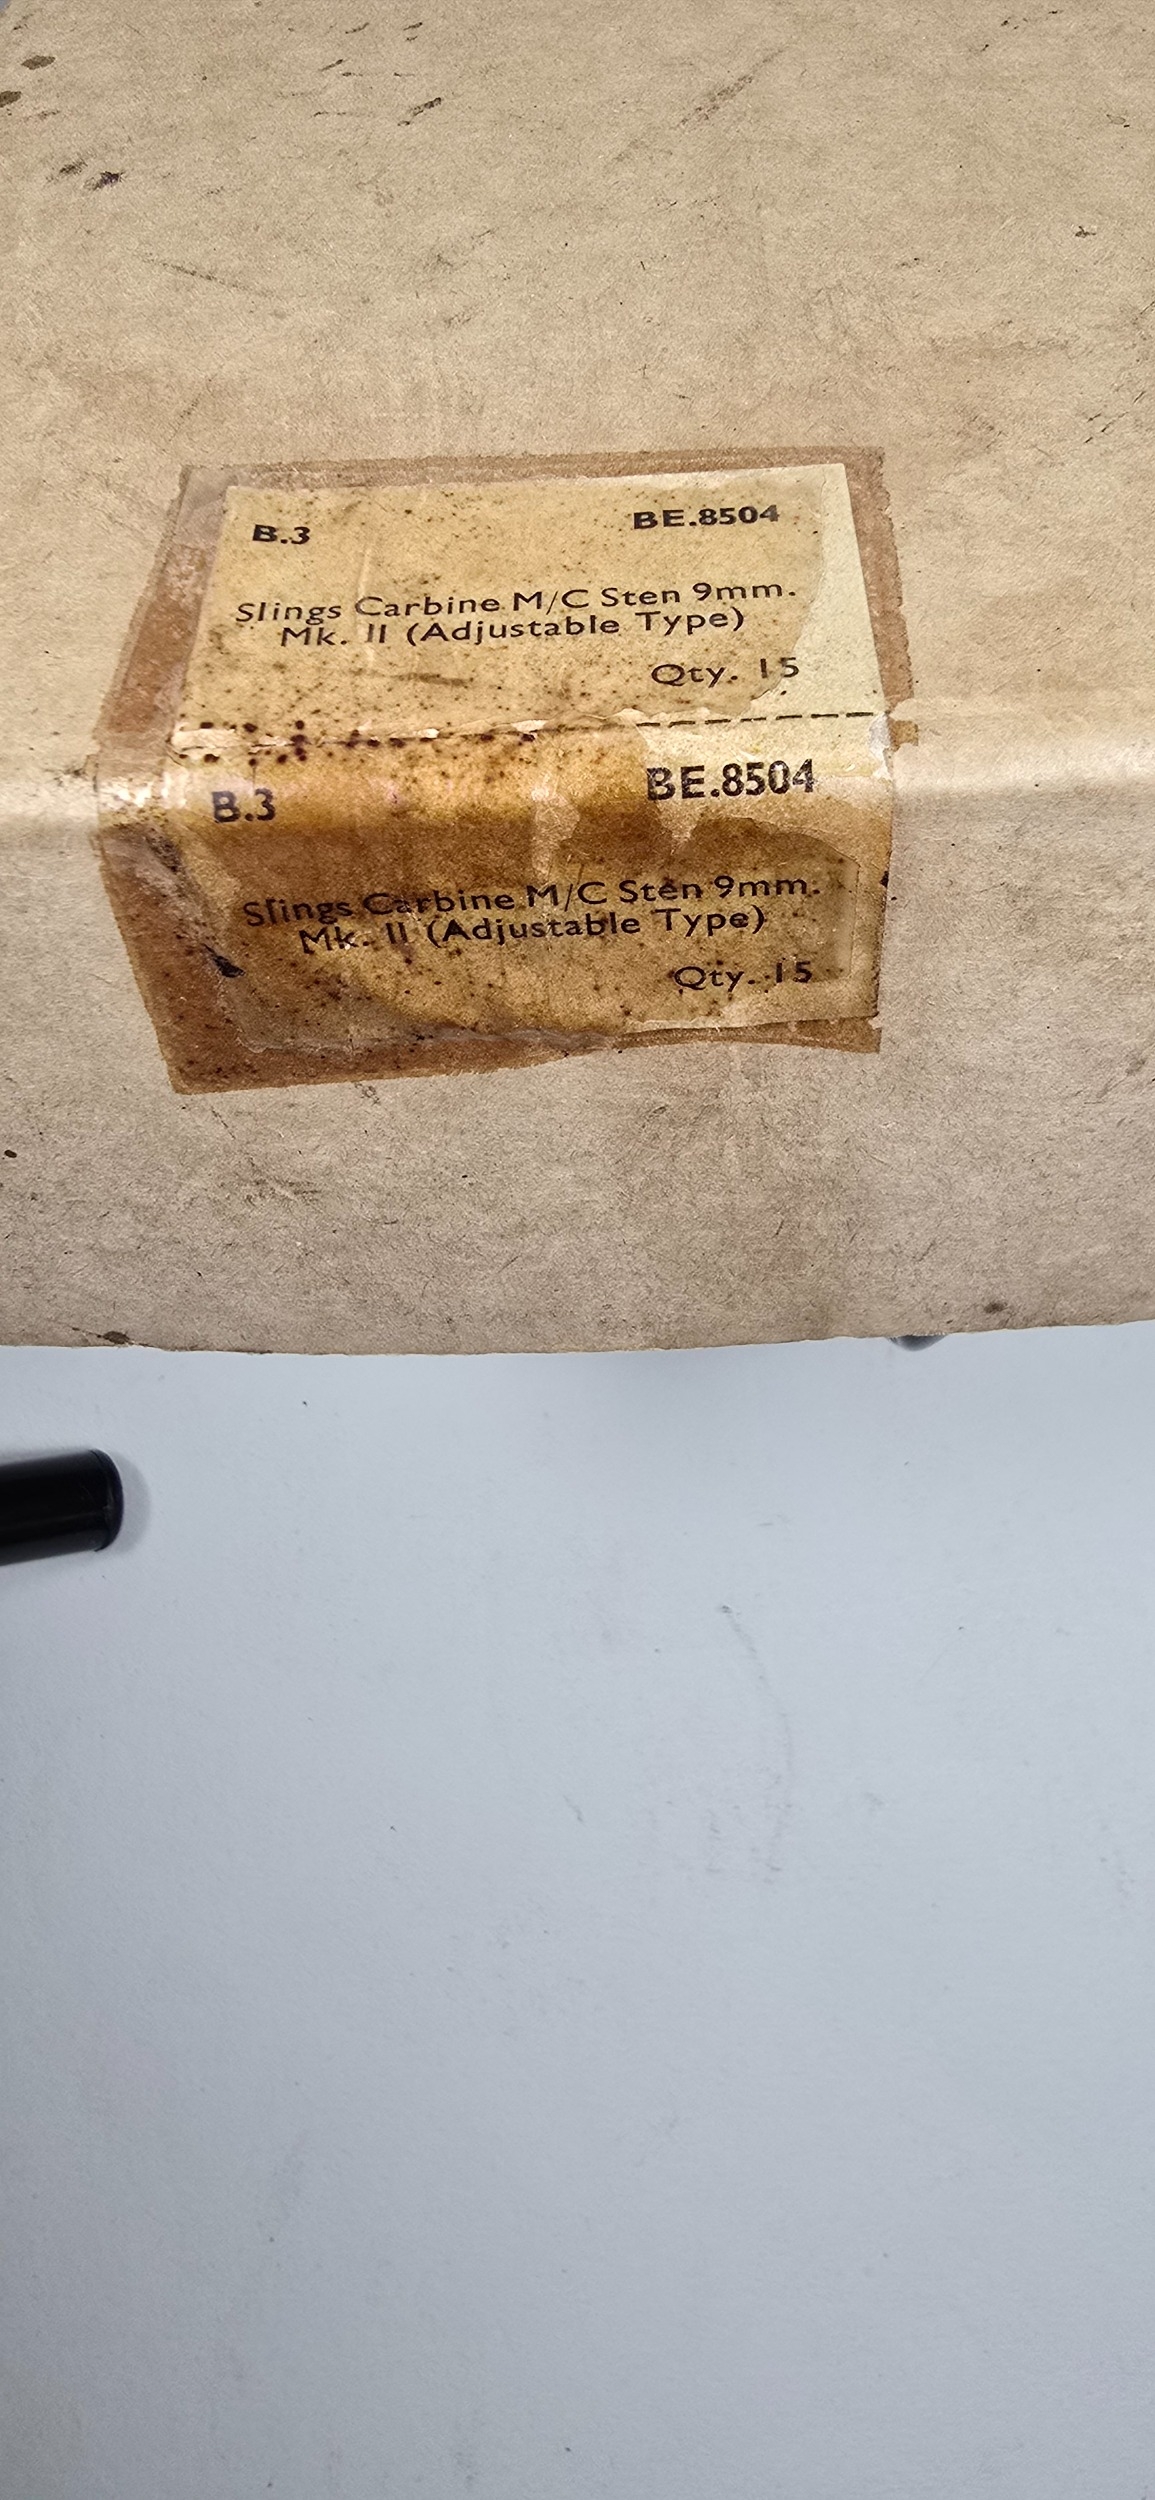 B.3 BE.8504
Slings Carbine M/C Sten 9mm.
Mk. II (Adjustable Type)
Qty. 15
B.3 BE.8504
Slings Carbine M/C Sten 9mm.
Mk. II (Adjustable Type)
Qty. 15